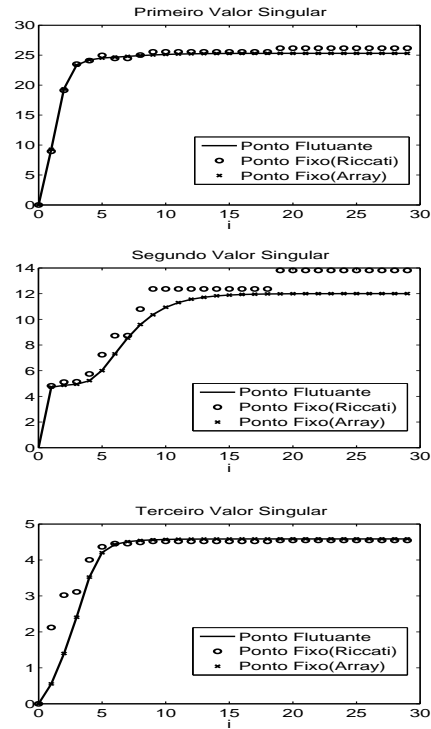 Primeiro Valor Singular
30
25
20
15
10
5
0
Ponto Flutuante
Ponto Fixo(Riccati)
Ponto Fixo(Array)
0 5 10 15 20 25 30
i
Segundo Valor Singular
14
12
10
8
6
4
2
0
Ponto Flutuante
Ponto Fixo(Riccati)
Ponto Fixo(Array)
0 5 10 15 20 25 30
i
Terceiro Valor Singular
5
4
3
2
1
0
Ponto Flutuante
Ponto Fixo(Riccati)
Ponto Fixo(Array)
0 5 10 15 20 25 30
i